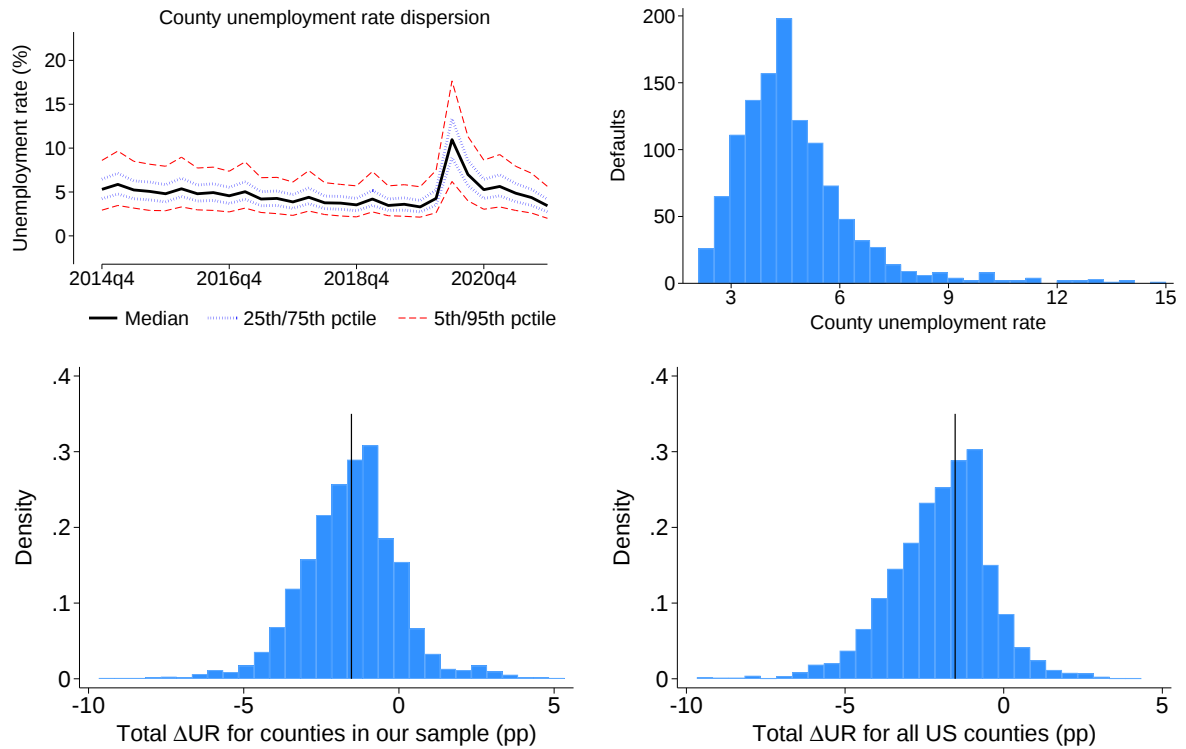 County unemployment rate dispersion
Unemployment rate (%)
20
15
10
5
0
2014q4 2016q4 2018q4 2020q4
Median 25th/75th pctile 5th/95th pctile
Defaults
200
150
100
50
0
3 6 9 12 15
County unemployment rate
Density
.4
.3
.2
.1
0
-10 -5 0 5
Total ΔUR for counties in our sample (pp)
Density
.4
.3
.2
.1
0
-10 -5 0 5
Total ΔUR for all US counties (pp)